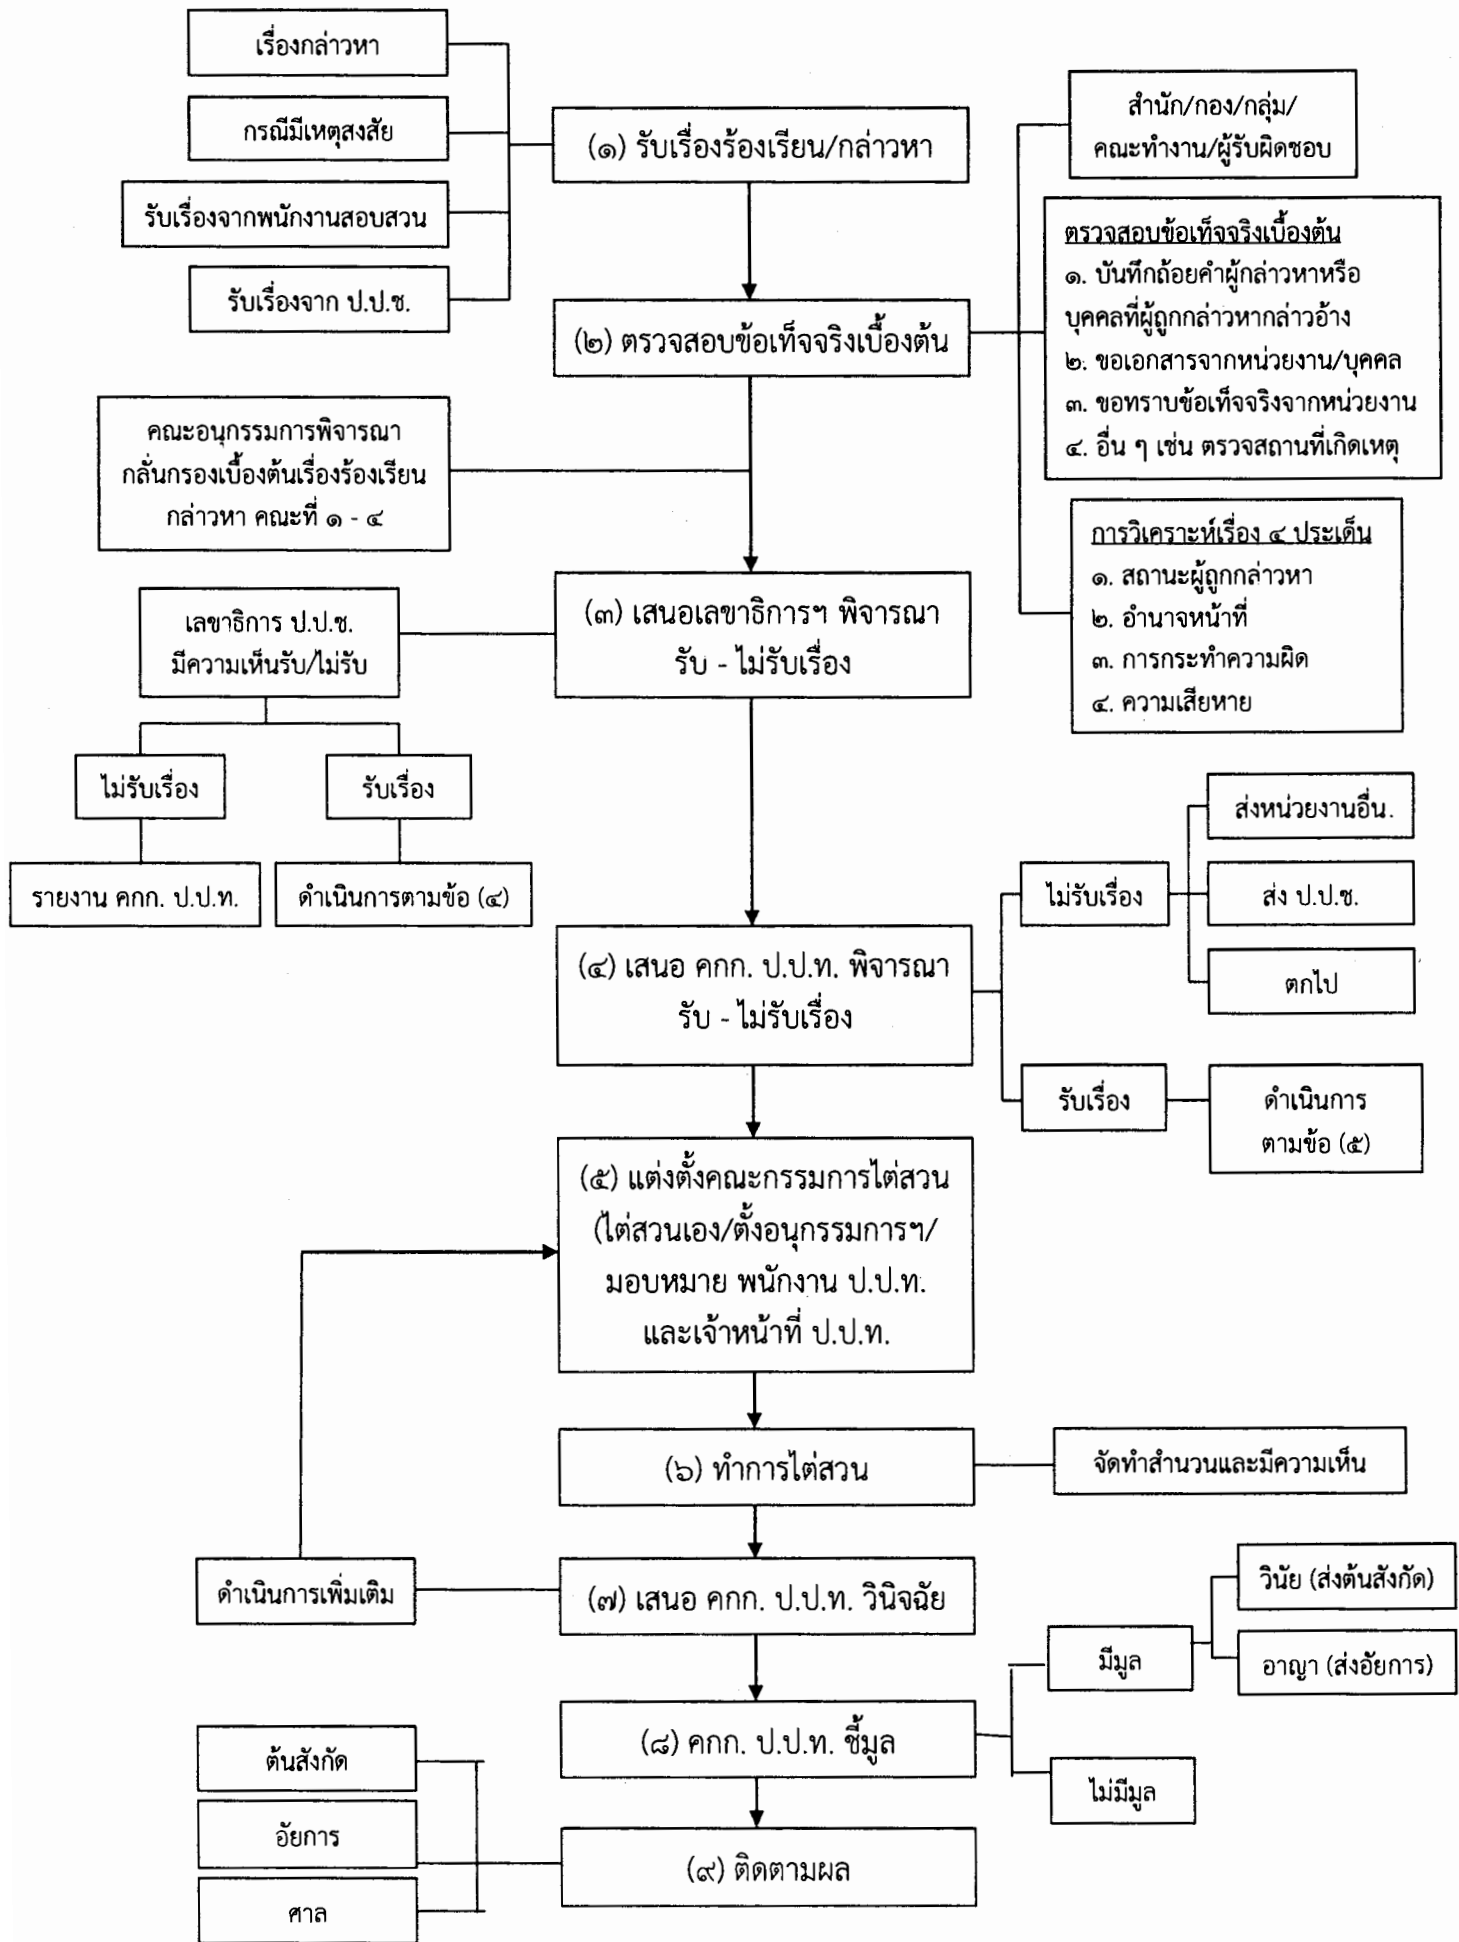 เรื่องกล่าวหา
กรณีมีเหตุสงสัย
รับเรื่องจากพนักงานสอบสวน
รับเรื่องจาก ป.ป.ช.
(๑) รับเรื่องร้องเรียน/กล่าวหา
สำนัก/กอง/กลุ่ม/
คณะทำงาน/ผู้รับผิดชอบ
(๒) ตรวจสอบข้อเท็จจริงเบื้องต้น
ตรวจสอบข้อเท็จจริงเบื้องต้น
๑. บันทึกถ้อยคำผู้กล่าวหาหรือ
บุคคลที่ผู้ถูกกล่าวหากล่าวอ้าง
๒. ขอเอกสารจากหน่วยงาน/บุคคล
๓. ขอทราบข้อเท็จจริงจากหน่วยงาน
๔. อื่น ๆ เช่น ตรวจสถานที่เกิดเหตุ
คณะอนุกรรมการพิจารณา
กลั่นกรองเบื้องต้นเรื่องร้องเรียน
กล่าวหา คณะที่ ๑ - ๔
การวิเคราะห์เรื่อง ๔ ประเด็น
๑. สถานะผู้ถูกกล่าวหา
๒. อำนาจหน้าที่
๓. การกระทำความผิด
๔. ความเสียหาย
(๓) เสนอเลขาธิการฯ พิจารณา
รับ - ไม่รับเรื่อง
เลขาธิการ ป.ป.ช.
มีความเห็นรับ/ไม่รับ
ไม่รับเรื่อง
รับเรื่อง
รายงาน คกก. ป.ป.ท.
ดำเนินการตามข้อ (๔)
(๔) เสนอ คกก. ป.ป.ท. พิจารณา
รับ - ไม่รับเรื่อง
ไม่รับเรื่อง
ส่งหน่วยงานอื่น.
ส่ง ป.ป.ช.
ตกไป
รับเรื่อง
ดำเนินการ
ตามข้อ (๕)
(๕) แต่งตั้งคณะกรรมการไต่สวน
(ไต่สวนเอง/ตั้งอนุกรรมการฯ/
มอบหมาย พนักงาน ป.ป.ท.
และเจ้าหน้าที่ ป.ป.ท.
(๖) ทำการไต่สวน
จัดทำสำนวนและมีความเห็น
ดำเนินการเพิ่มเติม
(๗) เสนอ คกก. ป.ป.ท. วินิจฉัย
(๘) คกก. ป.ป.ท. ชี้มูล
มีมูล
วินัย (ส่งต้นสังกัด)
อาญา (ส่งอัยการ)
ไม่มีมูล
ต้นสังกัด
อัยการ
ศาล
(๙) ติดตามผล